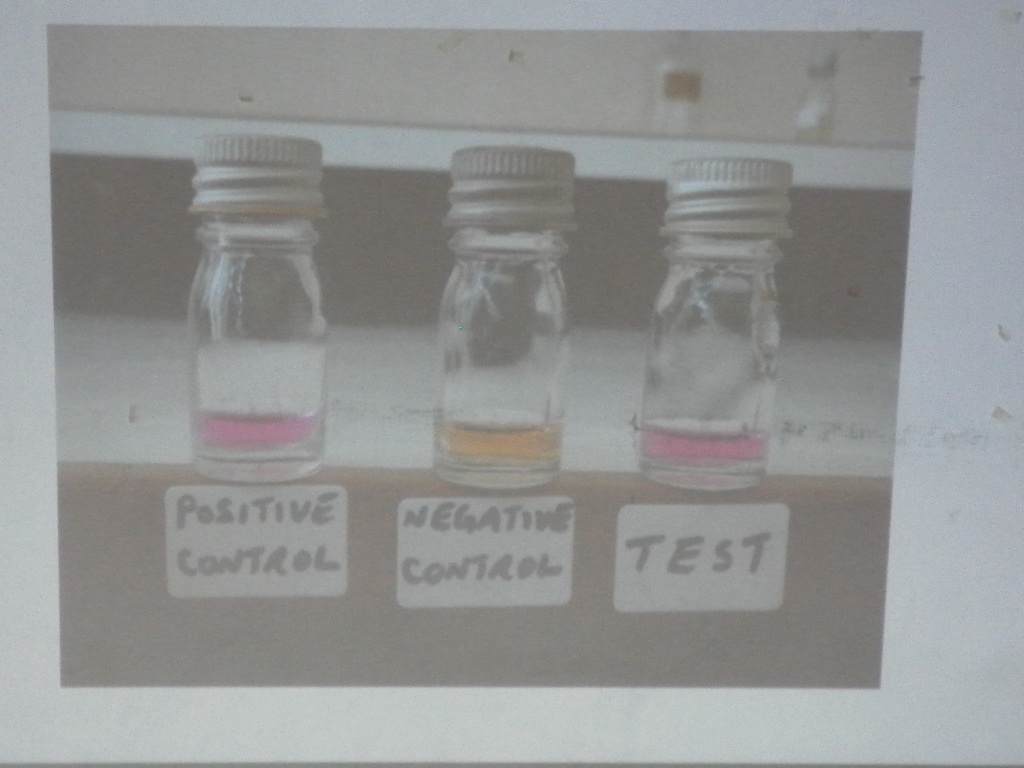 POSITIVE
CONTROL
NEGATIVE
CONTROL
TEST